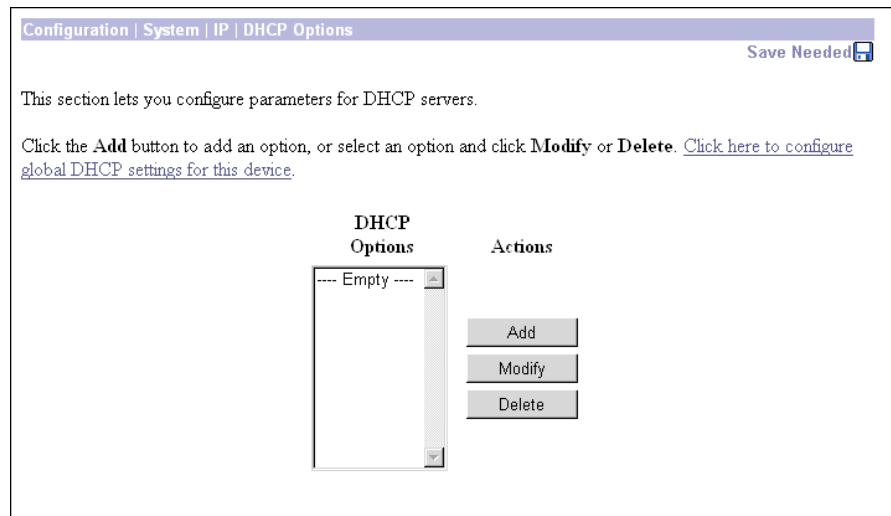 Configuration | System | IP | DHCP Options
Save Needed
This section lets you configure parameters for DHCP servers.
Click the Add button to add an option, or select an option and click Modify or Delete. Click here to configure
global DHCP settings for this device.
DHCP
Options Actions
---- Empty ----
Add
Modify
Delete